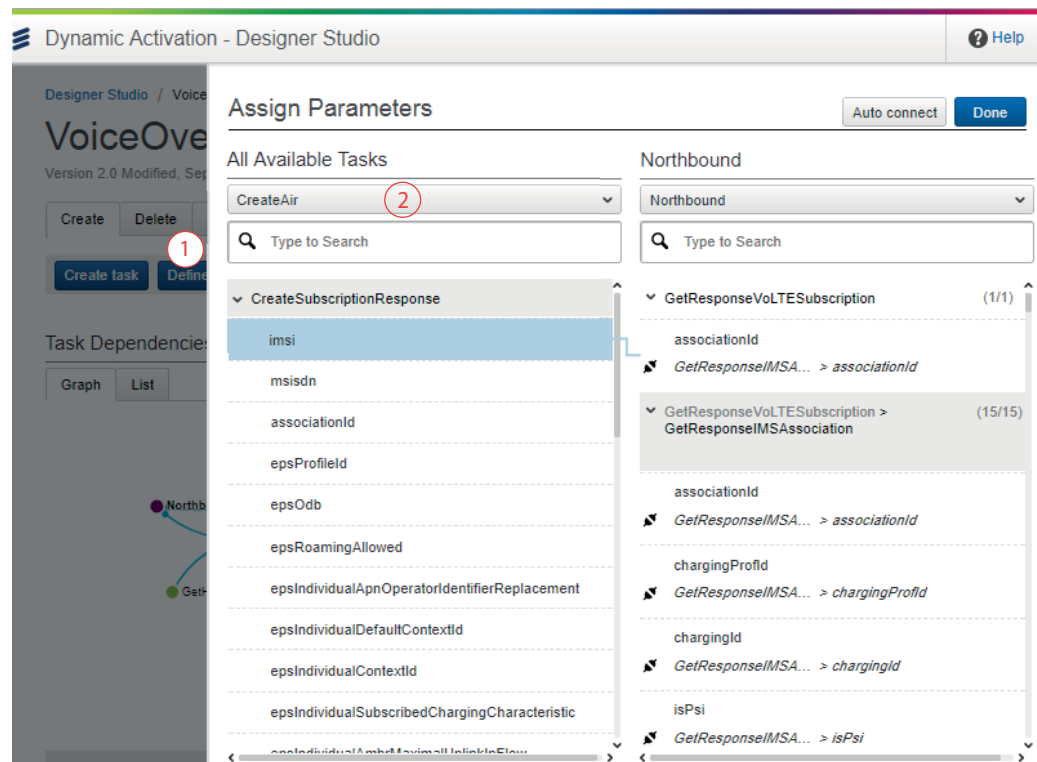 Dynamic Activation - Designer Studio
Help
Designer Studio / Voice
VoiceOve
Version 2.0 Modified, Sep
Create
Delete
1
Create task
Define
Task Dependencies
Graph
List
Northb
GetH
Assign Parameters
Auto connect
Done
All Available Tasks
CreateAir
2
Type to Search
CreateSubscriptionResponse
imsi
msisdn
associationId
epsProfileId
epsOdb
epsRoamingAllowed
epsIndividualApnOperatorIdentifierReplacement
epsIndividualDefaultContextId
epsIndividualContextId
epsIndividualSubscribedChargingCharacteristic
epsIndividualAmbrMaximalUplinkIpFlow
Northbound
Northbound
Type to Search
GetResponseVoLTESubscription (1/1)
associationId
GetResponseIMSA... > associationId
GetResponseVoLTESubscription > (15/15)
GetResponseIMSAssociation
associationId
GetResponseIMSA... > associationId
chargingProfId
GetResponseIMSA... > chargingProfId
chargingId
GetResponseIMSA... > chargingId
isPsi
GetResponseIMSA... > isPsi